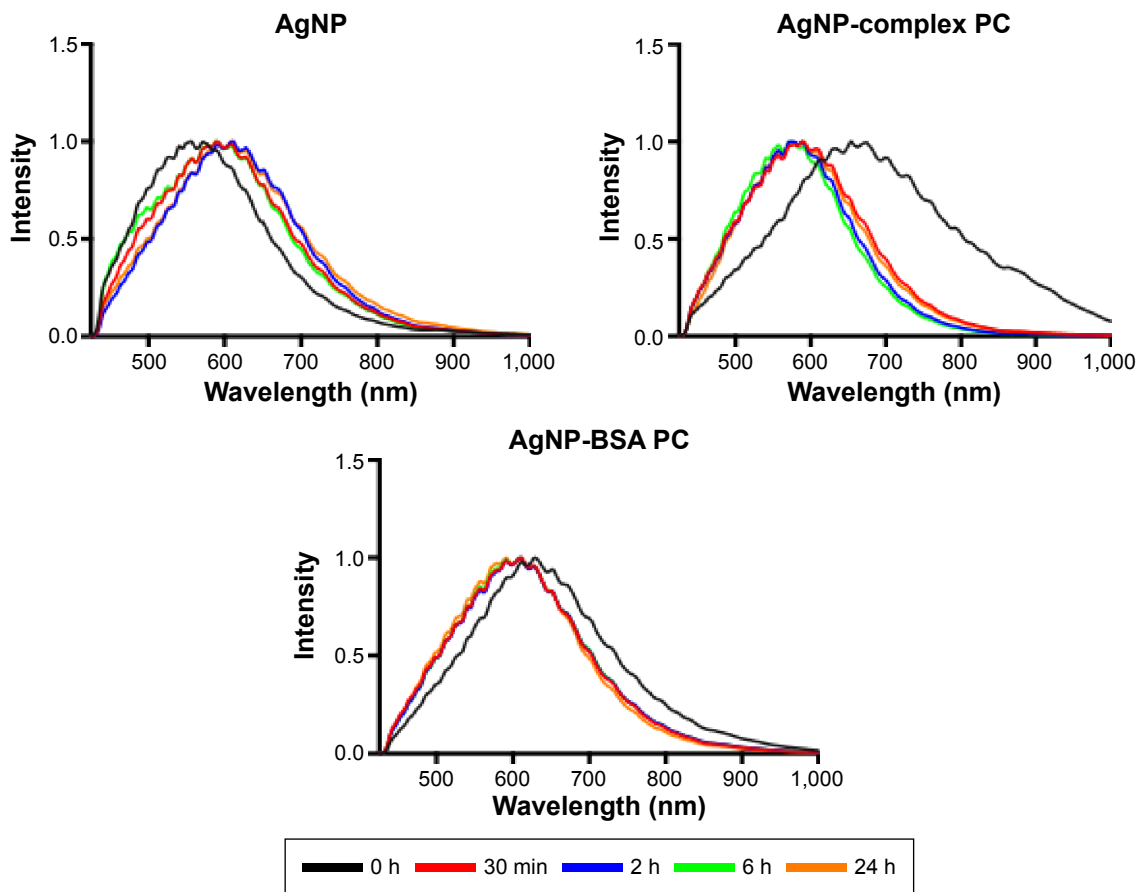 AgNP
1.5
1.0
0.5
0.0
Intensity
500 600 700 800 900 1,000
Wavelength (nm)
AgNP-complex PC
1.5
1.0
0.5
0.0
Intensity
500 600 700 800 900 1,000
Wavelength (nm)
AgNP-BSA PC
1.5
1.0
0.5
0.0
Intensity
500 600 700 800 900 1,000
Wavelength (nm)
0 h 30 min 2 h 6 h 24 h